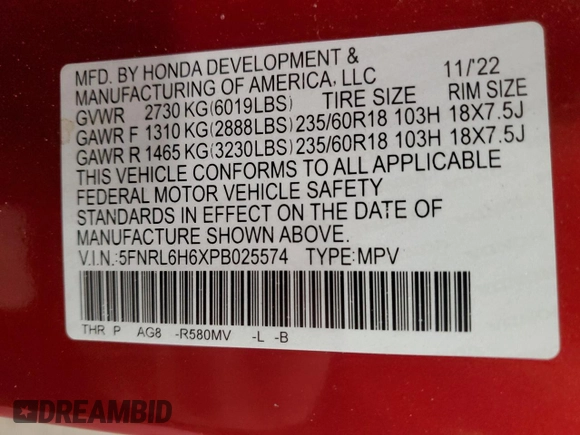 MFD. BY HONDA DEVELOPMENT &
MANUFACTURING OF AMERICA, LLC 11/'22
GVWR 2730 KG(6019LBS) TIRE SIZE RIM SIZE
GAWR F 1310 KG(2888LBS) 235/60R18 103H 18X7.5J
GAWR R 1465 KG(3230LBS) 235/60R18 103H 18X7.5J
THIS VEHICLE CONFORMS TO ALL APPLICABLE
FEDERAL MOTOR VEHICLE SAFETY
STANDARDS IN EFFECT ON THE DATE OF
MANUFACTURE SHOWN ABOVE.
V.I.N.:5FNRL6H6XPB025574 TYPE:MPV
THR P AG8 -R580MV -L -B
DREAMBID